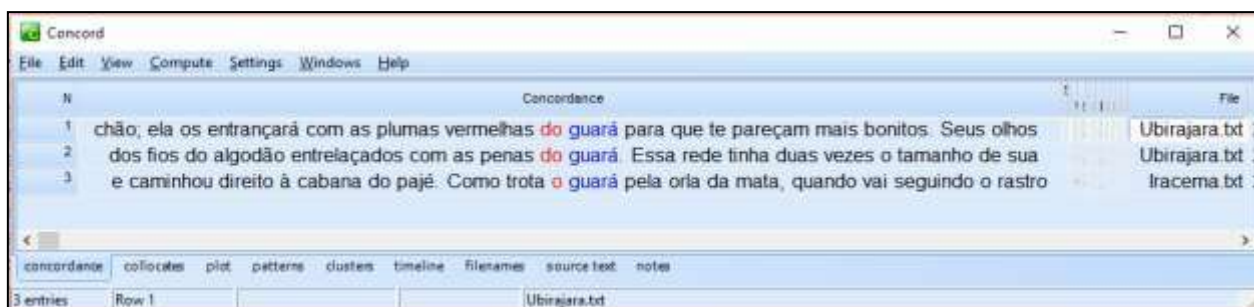 Concord
File Edit View Compute Settings Windows Help
N Concordance File
1 chão; ela os entrançará com as plumas vermelhas do guará para que te pareçam mais bonitos. Seus olhos Ubirajara.txt
2 dos fios do algodão entrelaçados com as penas do guará. Essa rede tinha duas vezes o tamanho de sua Ubirajara.txt
3 e caminhou direito à cabana do pajé. Como trota o guará pela orla da mata, quando vai seguindo o rastro Iracema.txt
concordance collocates plot patterns clusters timeline filenames source text notes
3 entries Row 1 Ubirajara.txt